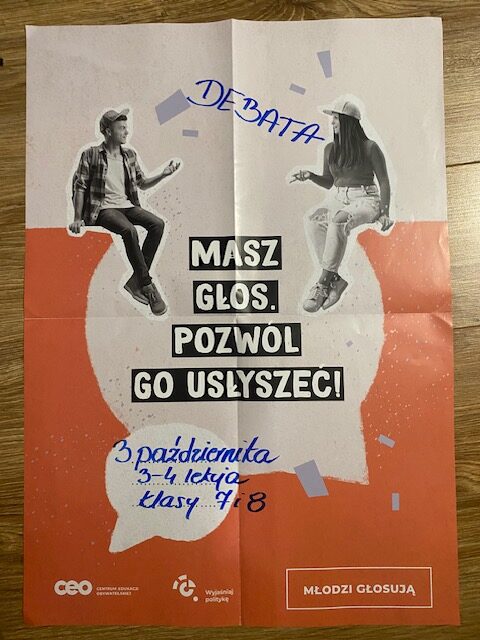 DEBATA
MASZ
GŁOS.
POZWÓL
GO USŁYSZEĆ!
3 października
3-4 lekcja
klasy 7 i 8
ceo
CENTRUM EDUKACJI
OBYWATELSKIEJ
Wyjaśniaj
politykę
MŁODZI GŁOSUJĄ